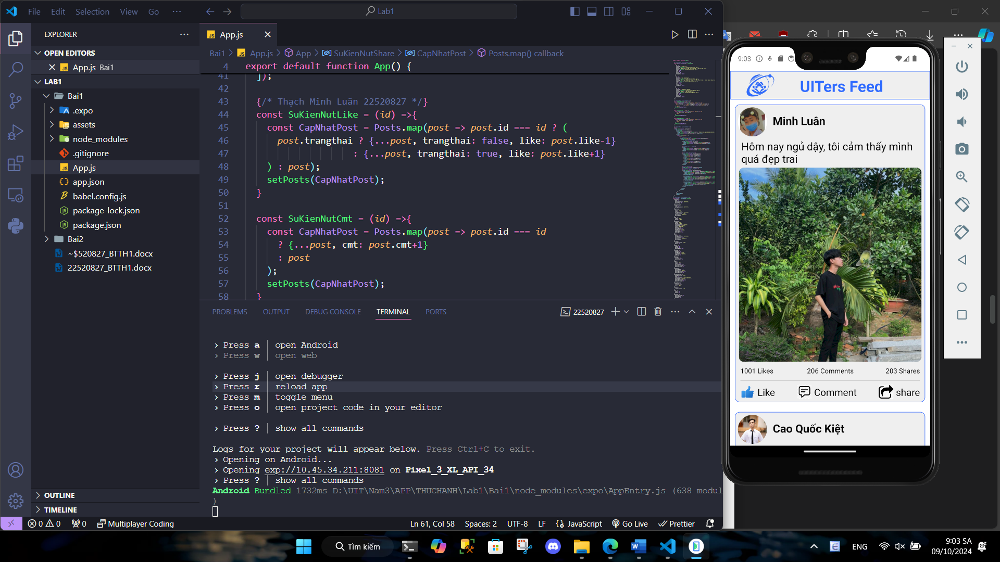 File Edit Selection View Go ···
Lab1
EXPLORER
OPEN EDITORS
App.js Bai1
LAB1
Bai1
.expo
assets
node_modules
.gitignore
App.js
app.json
babel.config.js
package-lock.json
package.json
Bai2
~$520827_BTTH1.docx
22520827_BTTH1.docx
OUTLINE
TIMELINE
App.js
Bai1 > App.js > App > SuKienNutShare > CapNhatPost > Posts.map() callback
4 export default function App() {
41 ]);
42
43 {/* Thạch Minh Luân 22520827 */}
44 const SuKienNutLike = (id) =>{
45 const CapNhatPost = Posts.map(post => post.id === id ? (
46 post.trangthai ? {...post, trangthai: false, like: post.like-1}
47 : {...post, trangthai: true, like: post.like+1}
48 ) : post);
49 setPosts(CapNhatPost);
50 }
51
52 const SuKienNutCmt = (id) =>{
53 const CapNhatPost = Posts.map(post => post.id === id
54 ? {...post, cmt: post.cmt+1}
55 : post
56 );
57 setPosts(CapNhatPost);
58 }
PROBLEMS OUTPUT DEBUG CONSOLE TERMINAL PORTS
22520827
› Press a │ open Android
› Press w │ open web
› Press j │ open debugger
› Press r │ reload app
› Press m │ toggle menu
› Press o │ open project code in your editor
› Press ? │ show all commands
Logs for your project will appear below. Press Ctrl+C to exit.
› Opening on Android...
› Opening exp://10.45.34.211:8081 on Pixel_3_XL_API_34
› Press ? │ show all commands
Android Bundled 1732ms D:\UIT\Nam3\APP\THUCHANH\Lab1\Bai1\node_modules\expo\AppEntry.js (638 modul
)
0 0 0 Multiplayer Coding
Ln 61, Col 58 Spaces: 2 UTF-8 LF JavaScript Go Live Prettier
9:03
UITers Feed
Minh Luân
Hôm nay ngủ dậy, tôi cảm thấy mình
quá đẹp trai
1001 Likes 206 Comments 203 Shares
Like Comment share
Cao Quốc Kiệt
Tìm kiếm
ENG
9:03 SA
09/10/2024